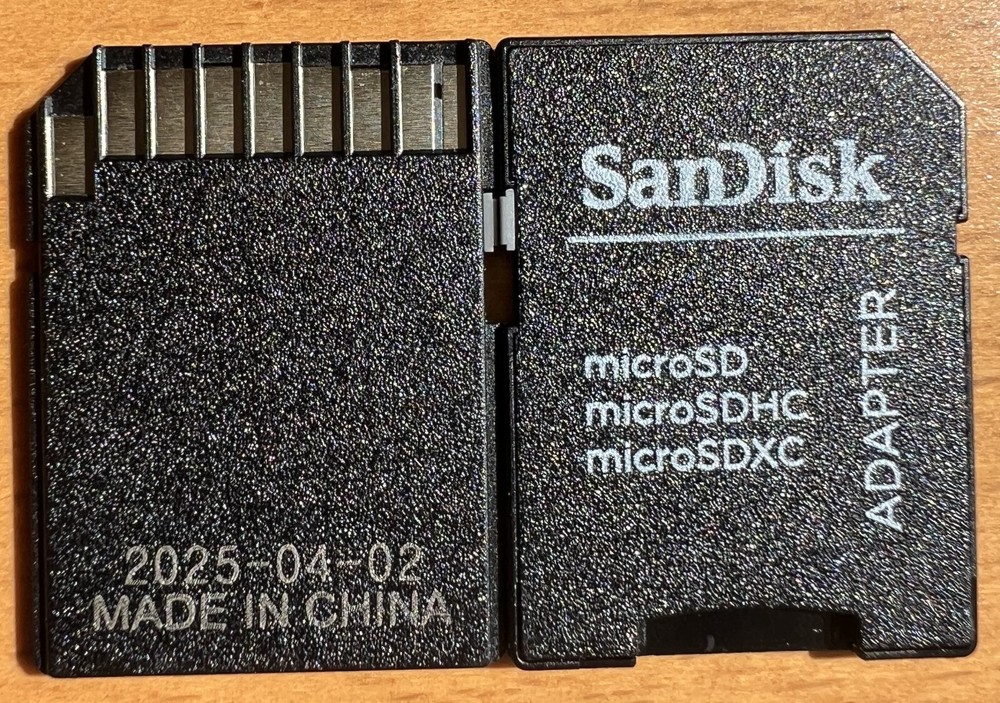 2025-04-02
MADE IN CHINA
SanDisk
microSD
microSDHC
microSDXC
ADAPTER